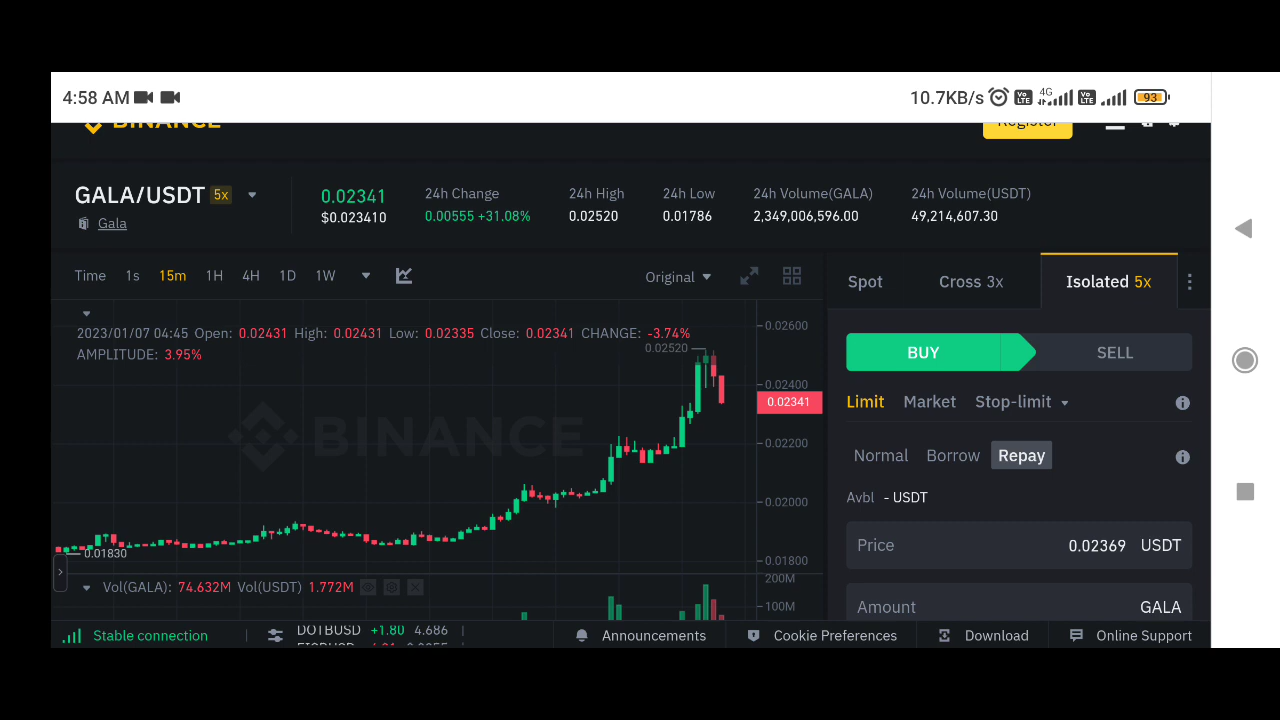 4:58 AM 10.7KB/s 4G 93
BINANCE Register
GALA/USDT 5x
Gala
0.02341
$0.023410
24h Change
0.00555 +31.08%
24h High
0.02520
24h Low
0.01786
24h Volume(GALA)
2,349,006,596.00
24h Volume(USDT)
49,214,607.30
Time 1s 15m 1H 4H 1D 1W Original
2023/01/07 04:45 Open: 0.02431 High: 0.02431 Low: 0.02335 Close: 0.02341 CHANGE: -3.74%
AMPLITUDE: 3.95%
0.02520
0.02600
0.02400
0.02341
0.02200
0.02000
0.01800
BINANCE
0.01830
Vol(GALA): 74.632M Vol(USDT) 1.772M
200M
100M
Spot Cross 3x Isolated 5x
BUY SELL
Limit Market Stop-limit
Normal Borrow Repay
Avbl - USDT
Price 0.02369 USDT
Amount GALA
Stable connection
DOTBUSD +1.80 4.686
Announcements Cookie Preferences Download Online Support